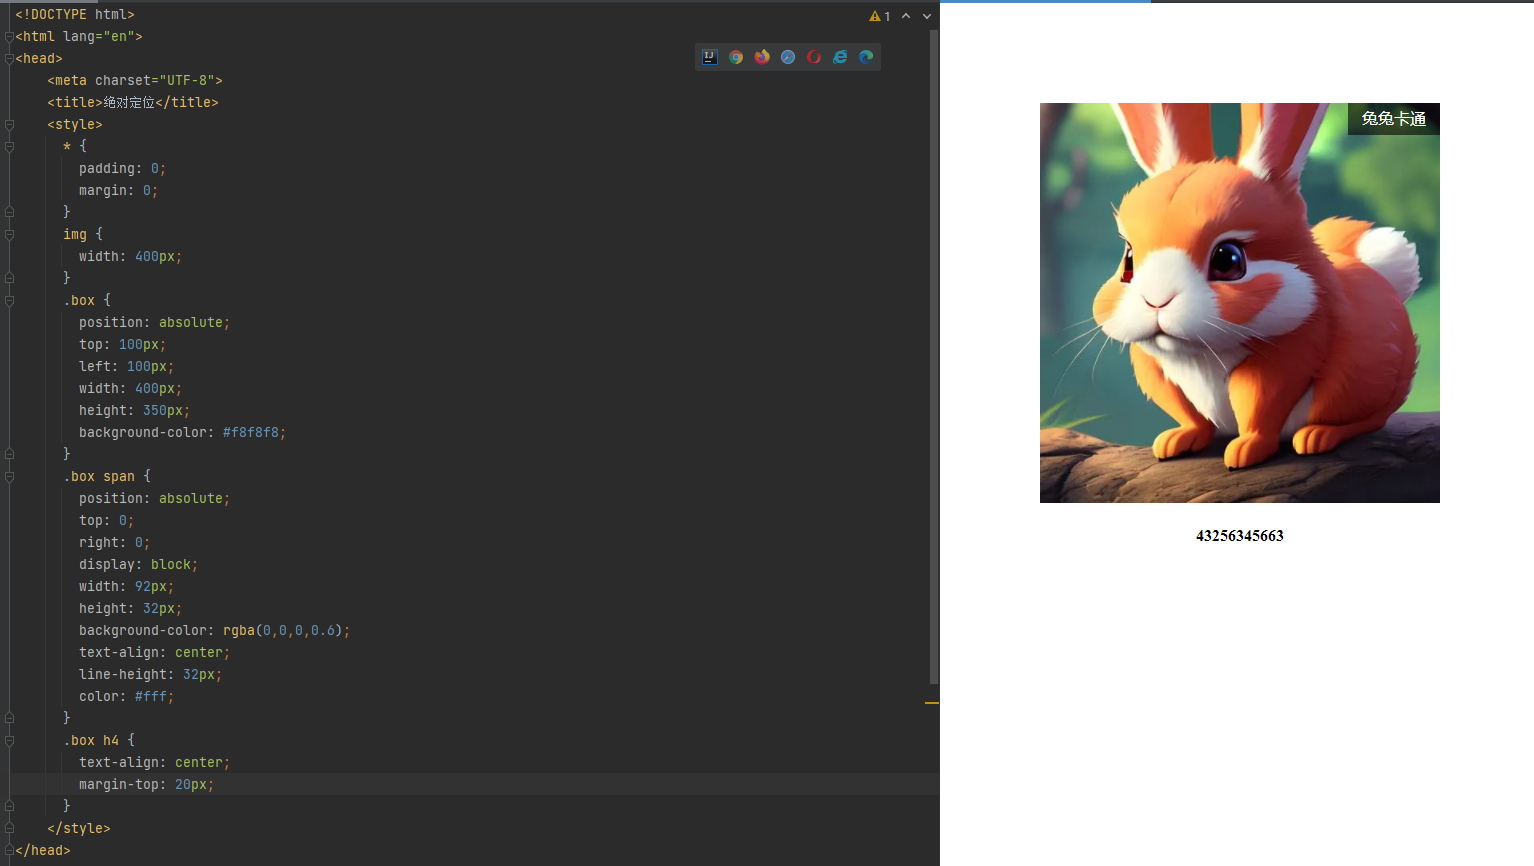 <!DOCTYPE html>
<html lang="en">
<head>
    <meta charset="UTF-8">
    <title>绝对定位</title>
    <style>
      * {
        padding: 0;
        margin: 0;
      }
      img {
        width: 400px;
      }
      .box {
        position: absolute;
        top: 100px;
        left: 100px;
        width: 400px;
        height: 350px;
        background-color: #f8f8f8;
      }
      .box span {
        position: absolute;
        top: 0;
        right: 0;
        display: block;
        width: 92px;
        height: 32px;
        background-color: rgba(0,0,0,0.6);
        text-align: center;
        line-height: 32px;
        color: #fff;
      }
      .box h4 {
        text-align: center;
        margin-top: 20px;
      }
    </style>
</head>
1
IJ
兔兔卡通
43256345663